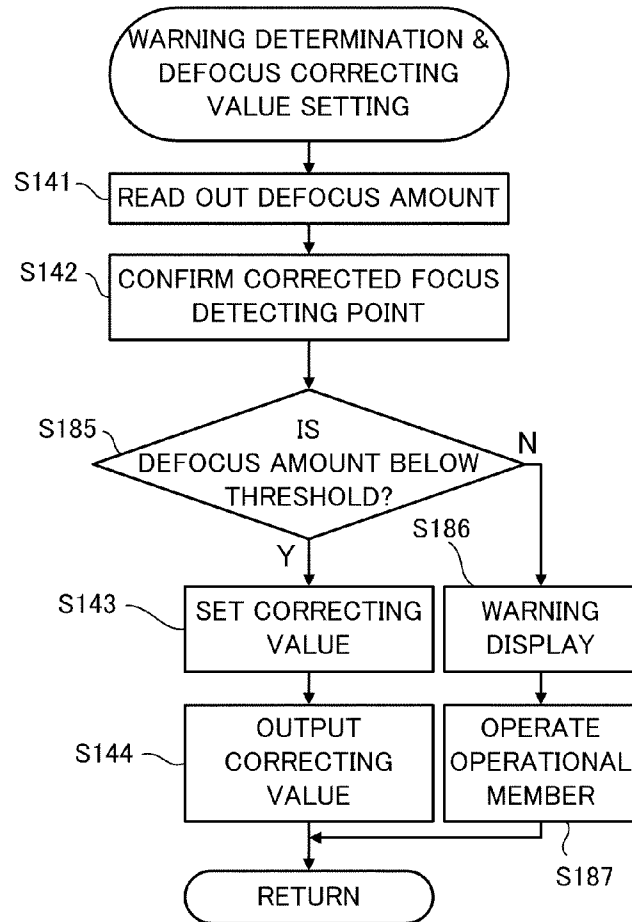 WARNING DETERMINATION &
DEFOCUS CORRECTING
VALUE SETTING
S141
READ OUT DEFOCUS AMOUNT
S142
CONFIRM CORRECTED FOCUS
DETECTING POINT
S185
IS
DEFOCUS AMOUNT BELOW
THRESHOLD?
N
Y
S186
S143
SET CORRECTING
VALUE
WARNING
DISPLAY
S144
OUTPUT
CORRECTING
VALUE
OPERATE
OPERATIONAL
MEMBER
S187
RETURN